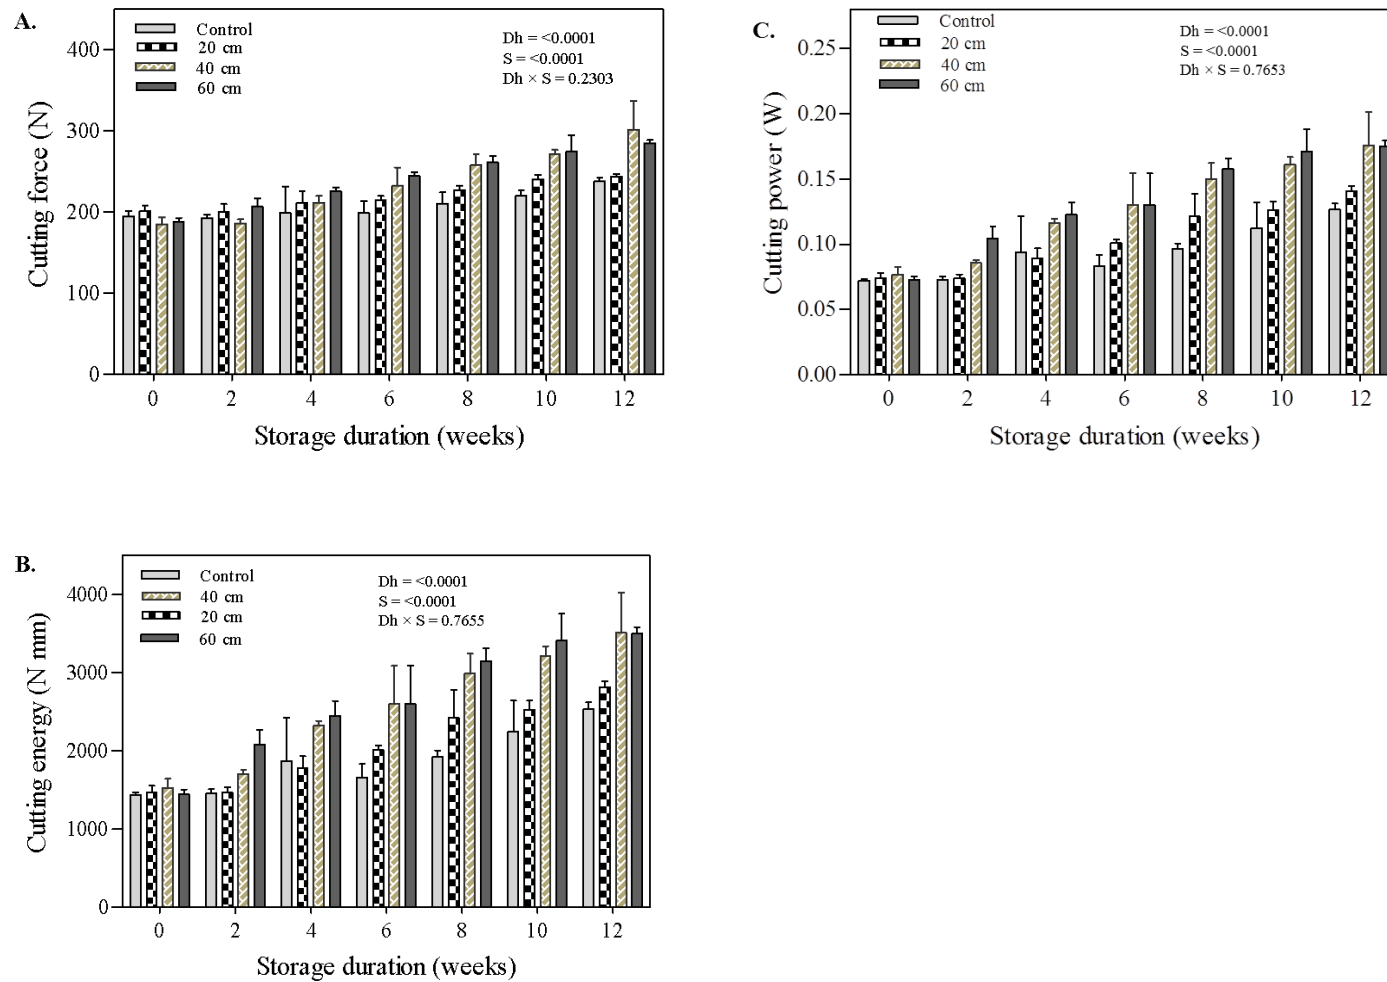 A.
Control
20 cm
40 cm
60 cm
Dh = <0.0001
S = <0.0001
Dh × S = 0.2303
Cutting force (N)
400
300
200
100
0
0 2 4 6 8 10 12
Storage duration (weeks)
C.
Control
20 cm
40 cm
60 cm
Dh = <0.0001
S = <0.0001
Dh × S = 0.7653
Cutting power (W)
0.25
0.20
0.15
0.10
0.05
0.00
0 2 4 6 8 10 12
Storage duration (weeks)
B.
Control
40 cm
20 cm
60 cm
Dh = <0.0001
S = <0.0001
Dh × S = 0.7655
Cutting energy (N mm)
4000
3000
2000
1000
0
0 2 4 6 8 10 12
Storage duration (weeks)